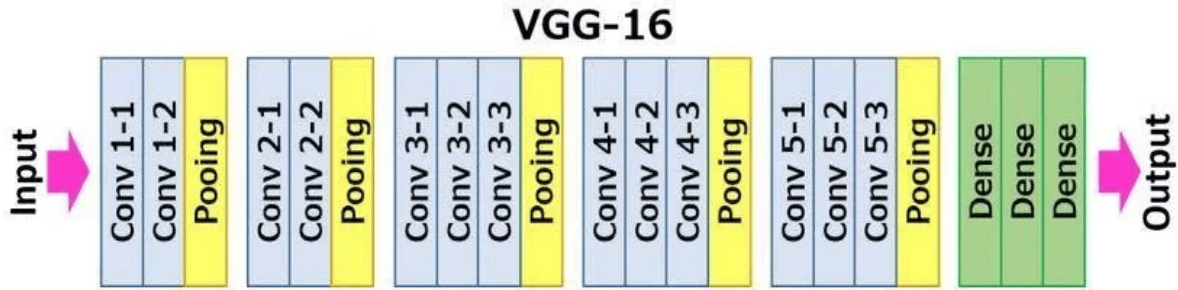 VGG-16
Input
Conv 1-1
Conv 1-2
Pooing
Conv 2-1
Conv 2-2
Pooing
Conv 3-1
Conv 3-2
Conv 3-3
Pooing
Conv 4-1
Conv 4-2
Conv 4-3
Pooing
Conv 5-1
Conv 5-2
Conv 5-3
Pooing
Dense
Dense
Dense
Output